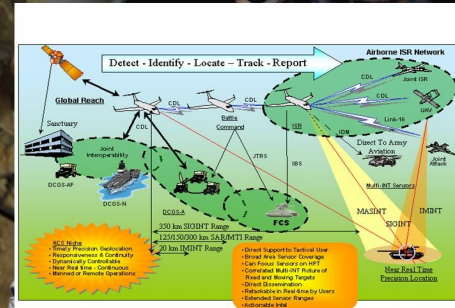 Detect - Identify - Locate – Track - Report
Airborne ISR Network
Joint ISR
CDL
CDL
CDL
CDL
UAV
Global Reach
Link-16
Sanctuary
CDL
Battle
Command
ISR
IDM
Direct To Army
Aviation
Joint
Attack
Joint
Interoperability
JTRS
IBS
Multi-INT Sensors
DCGS-AF
DCGS-N
DCGS-A
FCS
MASINT
IMINT
SIGINT
350 km SIGINT Range
125/150/300 km SAR/MTI Range
20 km IMINT Range
ACS Niche
• Timely Precision Geolocation
• Responsiveness & Continuity
• Dynamically Controllable
• Near Real time - Continuous
• Manned or Remote Operations
• Direct Support to Tactical User
• Broad Area Sensor Coverage
• Can Focus Sensors on HPT
• Correlated Multi-INT Picture of
Fixed and Moving Targets
• Direct Dissemination
• Retaskable in Real-time by Users
• Extended Sensor Ranges
• Actionable Intel
Near Real Time
Precision Location